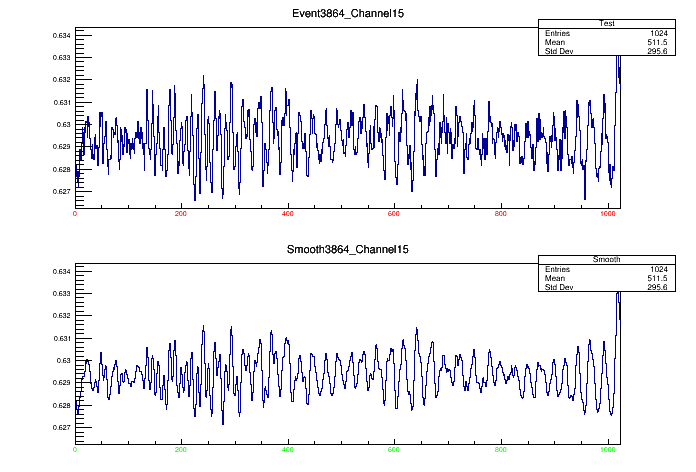 Event3864_Channel15
Test
Entries 1024
Mean 511.5
Std Dev 295.6
0.634
0.633
0.632
0.631
0.63
0.629
0.628
0.627
0 200 400 600 800 1000
Smooth3864_Channel15
Smooth
Entries 1024
Mean 511.5
Std Dev 295.6
0.634
0.633
0.632
0.631
0.63
0.629
0.628
0.627
0 200 400 600 800 1000